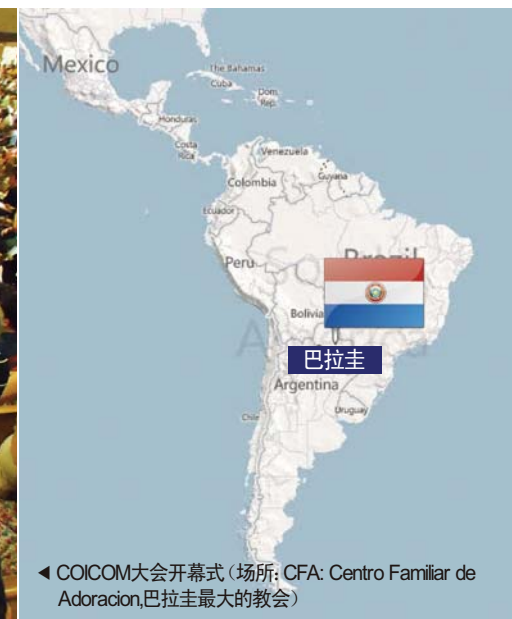 Mexico
The Bahamas
Cuba
Dom.
Rep.
Honduras
Costa
Rica
Venezuela
Guyana
Colombia
Ecuador
Peru
Brazil
Bolivia
巴拉圭
Argentina
Uruguay
Chile
◀ COICOM大会开幕式(场所: CFA: Centro Familiar de
Adoracion,巴拉圭最大的教会)